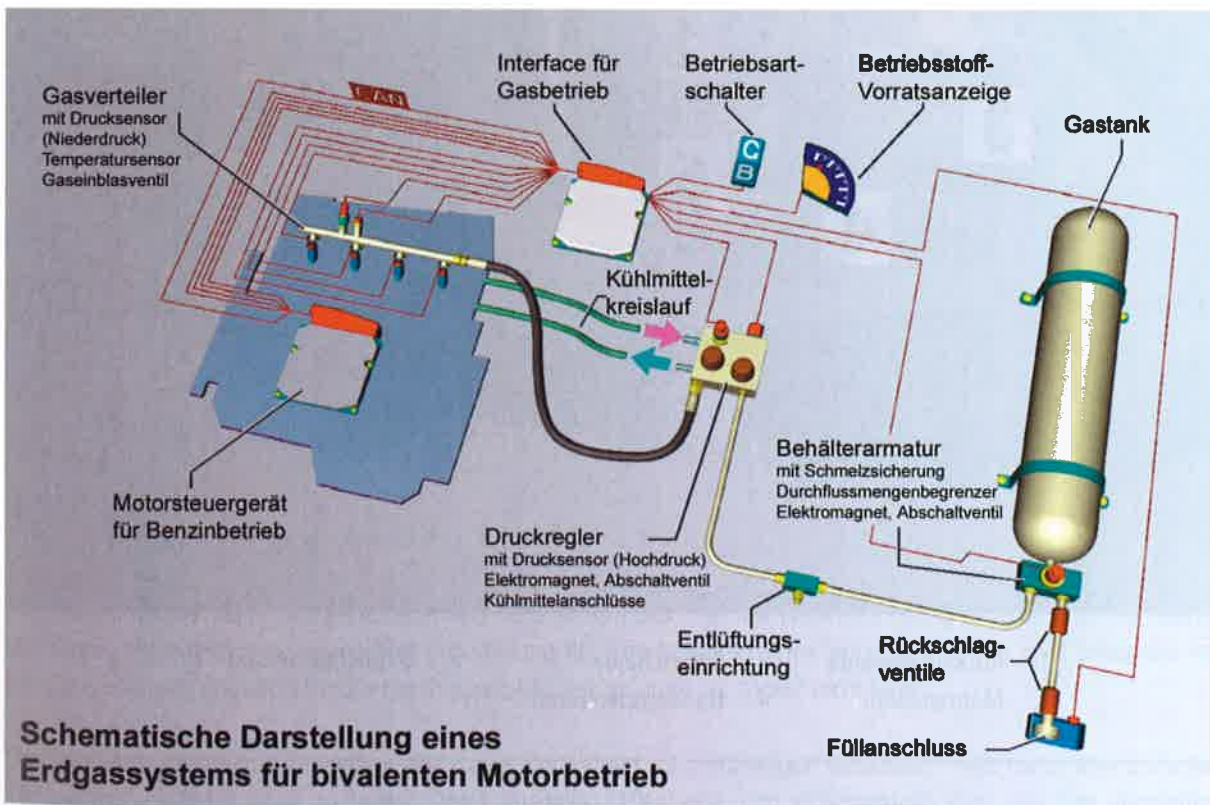 Gasverteiler
mit Drucksensor
(Niederdruck)
Temperatursensor
Gaseinblasventil
CAN
Interface für
Gasbetrieb
Betriebsart-
schalter
G
B
Betriebsstoff-
Vorratsanzeige
Gastank
Kühlmittel-
kreislauf
Motorsteuergerät
für Benzinbetrieb
Druckregler
mit Drucksensor (Hochdruck)
Elektromagnet, Abschaltventil
Kühlmittelanschlüsse
Behälterarmatur
mit Schmelzsicherung
Durchflussmengenbegrenzer
Elektromagnet, Abschaltventil
Entlüftungs-
einrichtung
Rückschlag-
ventile
Füllanschluss
Schematische Darstellung eines
Erdgassystems für bivalenten Motorbetrieb